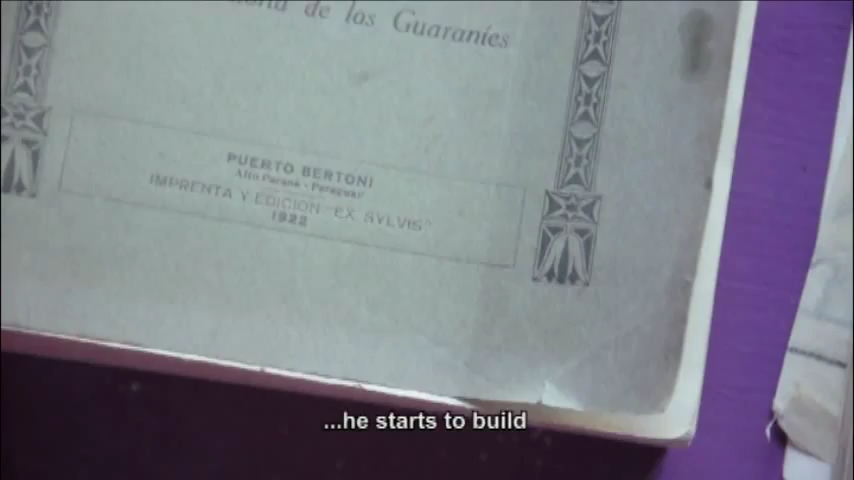 de los Guaraníes
PUERTO BERTONI
Alto Paraná - Paraguay
IMPRENTA Y EDICION "EX SYLVIS"
1922
...he starts to build